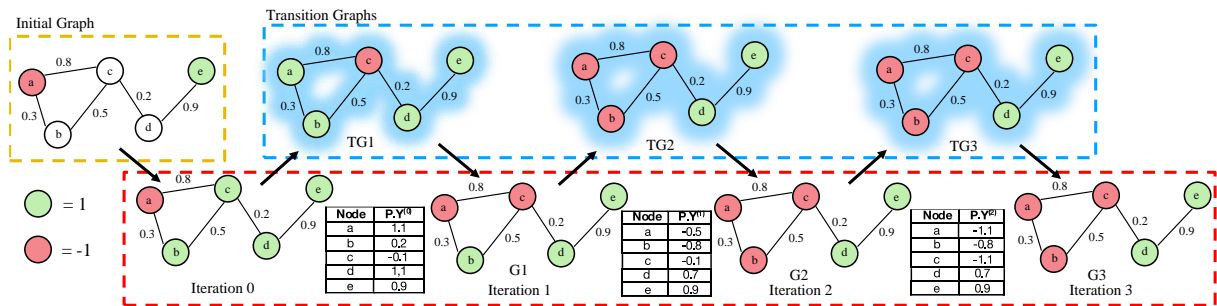 Initial Graph
Transition Graphs
a
0.8
c
e
0.3
0.5
0.2
0.9
b
d
a
0.8
c
e
0.3
0.5
0.2
0.9
b
d
TG1
a
0.8
c
e
0.3
0.5
0.2
0.9
b
d
TG2
a
0.8
c
e
0.3
0.5
0.2
0.9
b
d
TG3
= 1
= -1
a
0.8
c
e
0.3
0.5
0.2
0.9
b
d
Iteration 0
Node P.Y(0)
a 1.1
b 0.2
c -0.1
d 1,1
e 0.9
a
0.8
c
e
0.3
0.5
0.2
0.9
b
d
G1
Iteration 1
Node P.Y(1)
a -0.5
b -0.8
c -0.1
d 0.7
e 0.9
a
0.8
c
e
0.3
0.5
0.2
0.9
b
d
G2
Iteration 2
Node P.Y(2)
a -1.1
b -0.8
c -1.1
d 0.7
e 0.9
a
0.8
c
e
0.3
0.5
0.2
0.9
b
d
G3
Iteration 3